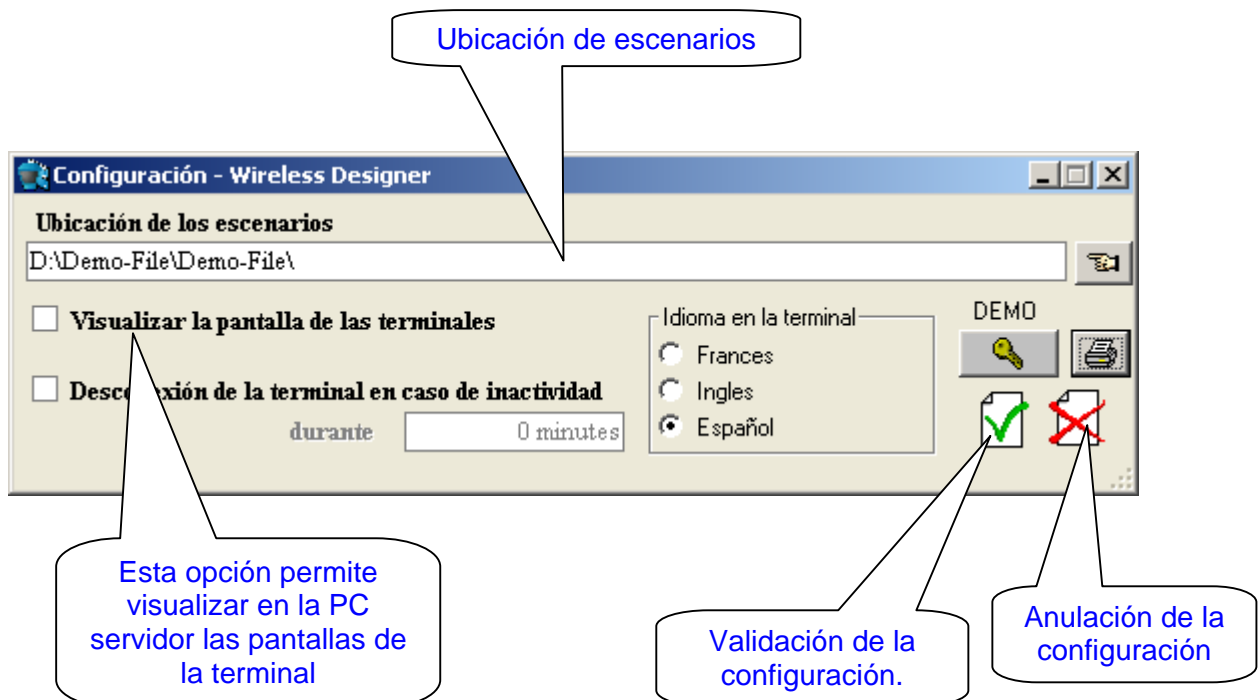 Ubicación de escenarios
Configuración - Wireless Designer
Ubicación de los escenarios
D:\Demo-File\Demo-File\
Visualizar la pantalla de las terminales
Idioma en la terminal
DEMO
Frances
Desconexión de la terminal en caso de inactividad
Ingles
durante 0 minutes
Español
Esta opción permite
visualizar en la PC
servidor las pantallas de
la terminal
Validación de la
configuración.
Anulación de la
configuración